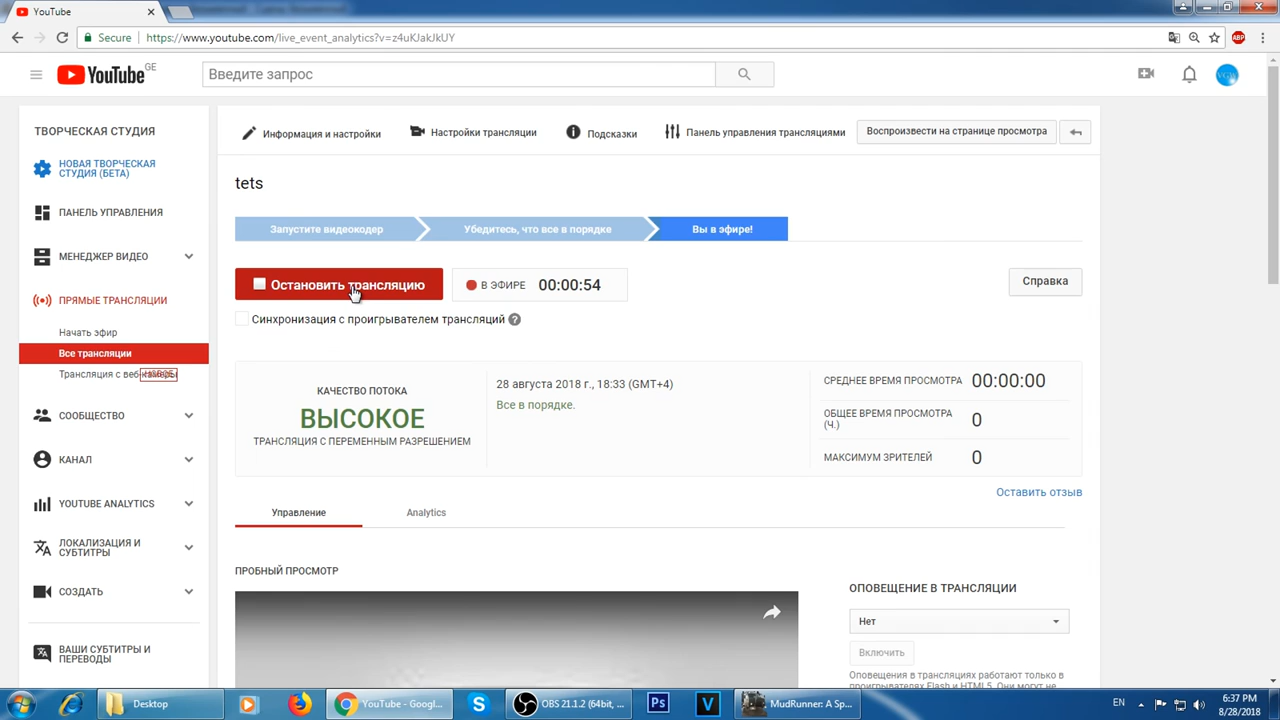 YouTube
Secure
https://www.youtube.com/live_event_analytics?v=z4uKJakJkUY
ABP
YouTube GE
Введите запрос
VGW
ТВОРЧЕСКАЯ СТУДИЯ
НОВАЯ ТВОРЧЕСКАЯ
СТУДИЯ (БЕТА)
ПАНЕЛЬ УПРАВЛЕНИЯ
МЕНЕДЖЕР ВИДЕО
ПРЯМЫЕ ТРАНСЛЯЦИИ
Начать эфир
Все трансляции
Трансляция с веб-камеры
НОВОЕ
СООБЩЕСТВО
КАНАЛ
YOUTUBE ANALYTICS
ЛОКАЛИЗАЦИЯ И
СУБТИТРЫ
СОЗДАТЬ
ВАШИ СУБТИТРЫ И
ПЕРЕВОДЫ
Информация и настройки
Настройки трансляции
Подсказки
Панель управления трансляциями
Воспроизвести на странице просмотра
tets
Запустите видеокодер
Убедитесь, что все в порядке
Вы в эфире!
Остановить трансляцию
В ЭФИРЕ 00:00:54
Справка
Синхронизация с проигрывателем трансляций ?
КАЧЕСТВО ПОТОКА
ВЫСОКОЕ
ТРАНСЛЯЦИЯ С ПЕРЕМЕННЫМ РАЗРЕШЕНИЕМ
28 августа 2018 г., 18:33 (GMT+4)
Все в порядке.
СРЕДНЕЕ ВРЕМЯ ПРОСМОТРА 00:00:00
ОБЩЕЕ ВРЕМЯ ПРОСМОТРА
(Ч.) 0
МАКСИМУМ ЗРИТЕЛЕЙ 0
Оставить отзыв
Управление
Analytics
ПРОБНЫЙ ПРОСМОТР
ОПОВЕЩЕНИЕ В ТРАНСЛЯЦИИ
Нет
Включить
Оповещения в трансляциях работают только в
проигрывателях Flash и HTML5. Они могут не
Desktop
YouTube - Googl...
OBS 21.1.2 (64bit, ...
Ps
V
MudRunner: A Sp...
EN
6:37 PM
8/28/2018